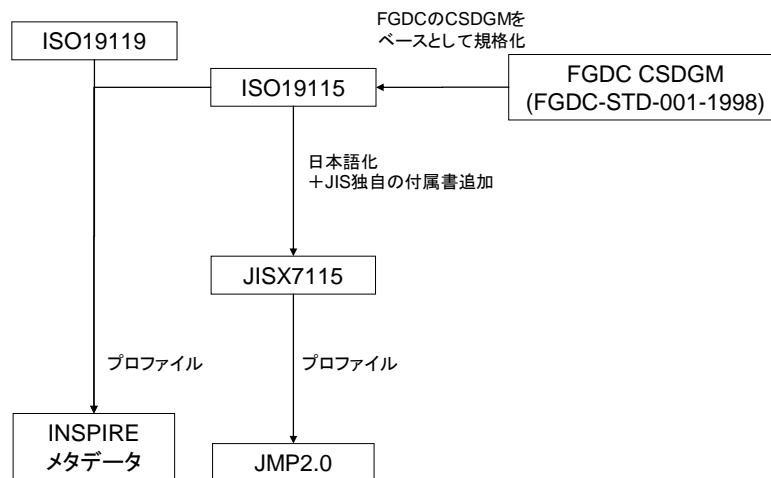 FGDCのCSDGMを
ベースとして規格化
ISO19119
ISO19115
FGDC CSDGM
(FGDC-STD-001-1998)
日本語化
+JIS独自の付属書追加
JISX7115
プロファイル
プロファイル
INSPIRE
メタデータ
JMP2.0